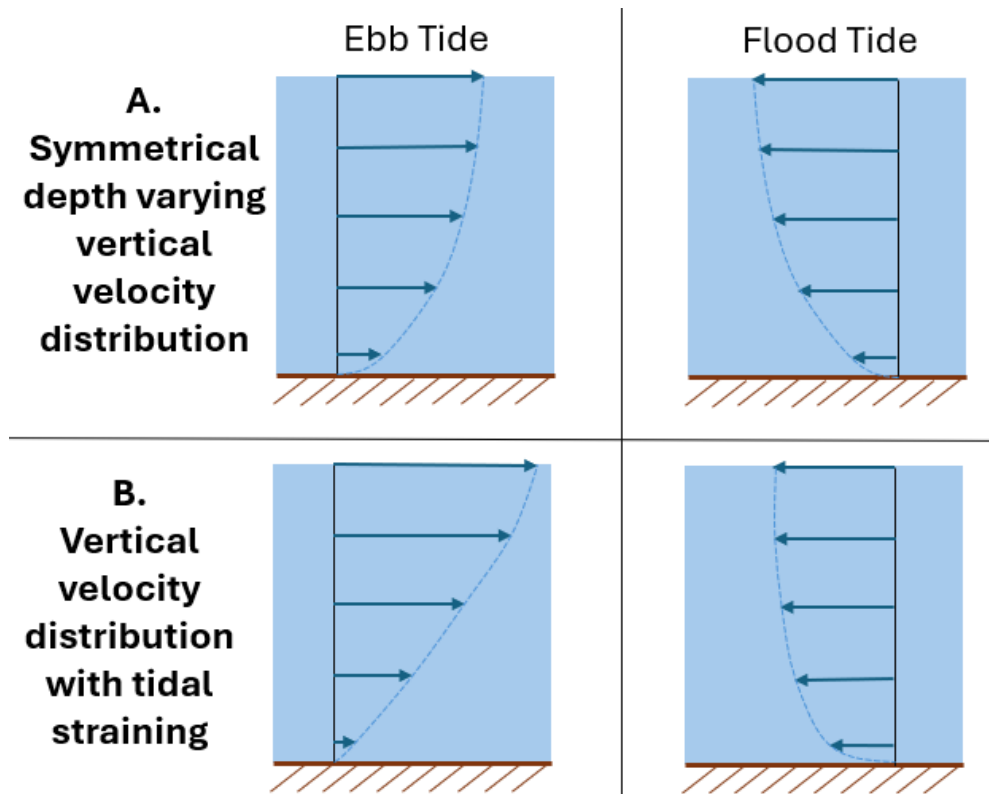 Ebb Tide
Flood Tide
A.
Symmetrical
depth varying
vertical
velocity
distribution
B.
Vertical
velocity
distribution
with tidal
straining